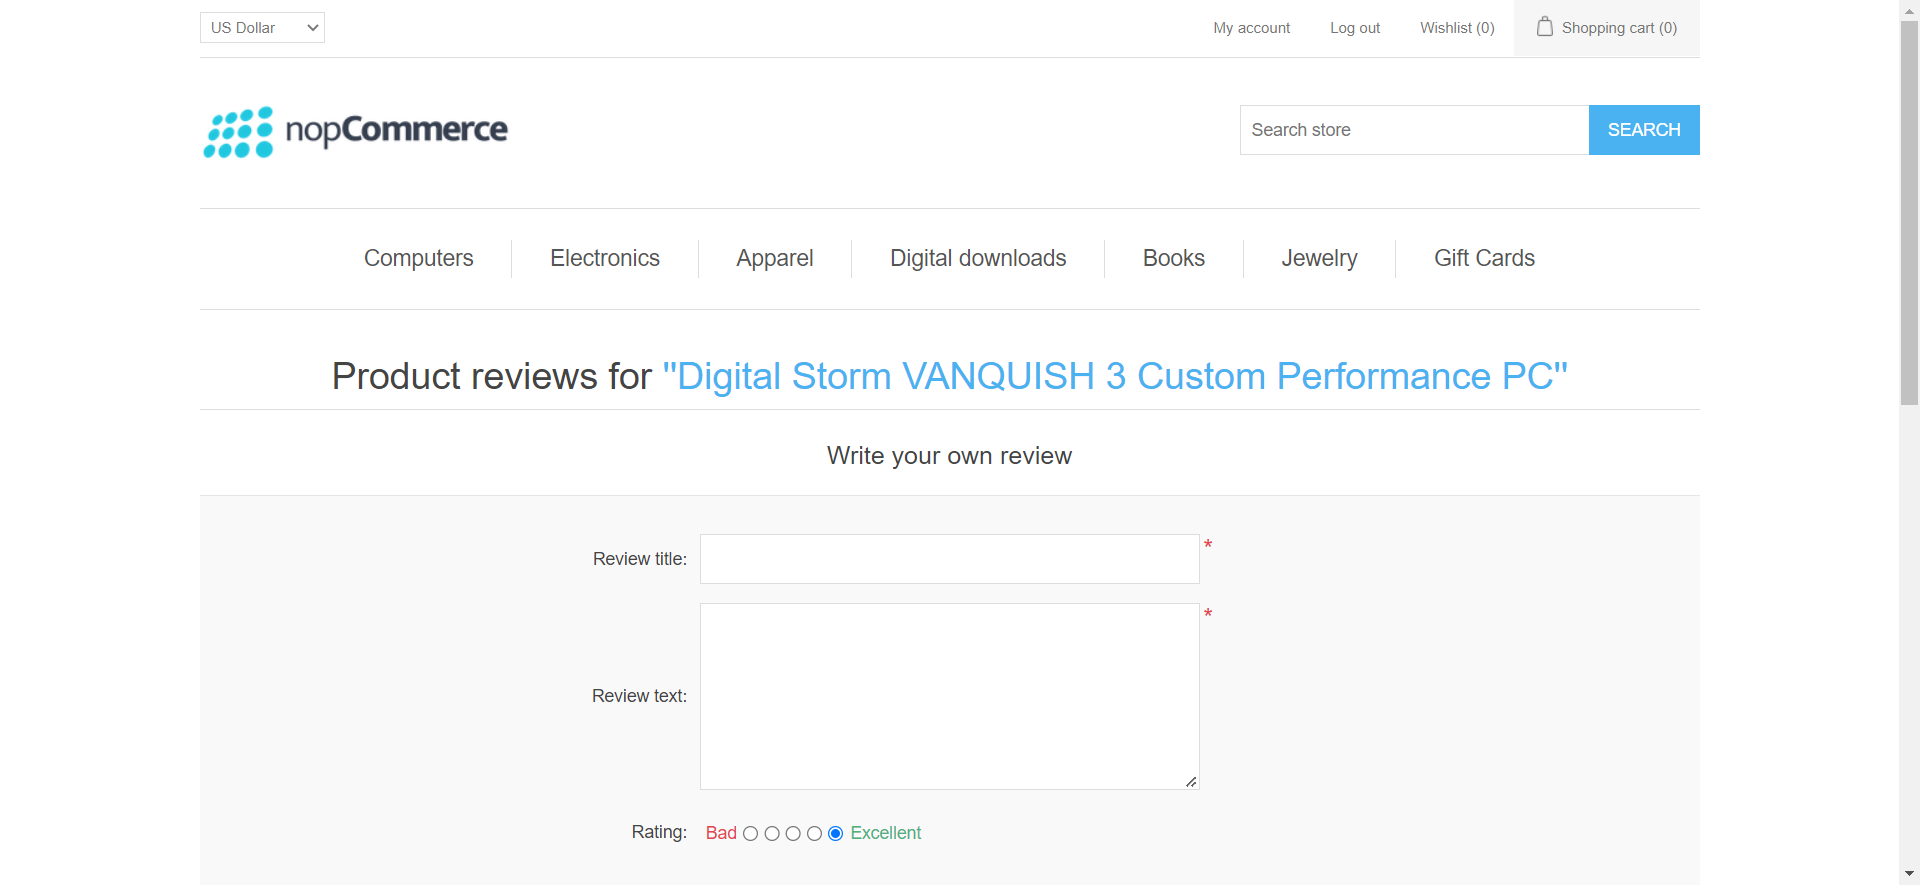 US Dollar
My account
Log out
Wishlist (0)
Shopping cart (0)
nopCommerce
Search store
SEARCH
Computers
Electronics
Apparel
Digital downloads
Books
Jewelry
Gift Cards
Product reviews for "Digital Storm VANQUISH 3 Custom Performance PC"
Write your own review
Review title:
*
Review text:
*
Rating:
Bad
Excellent